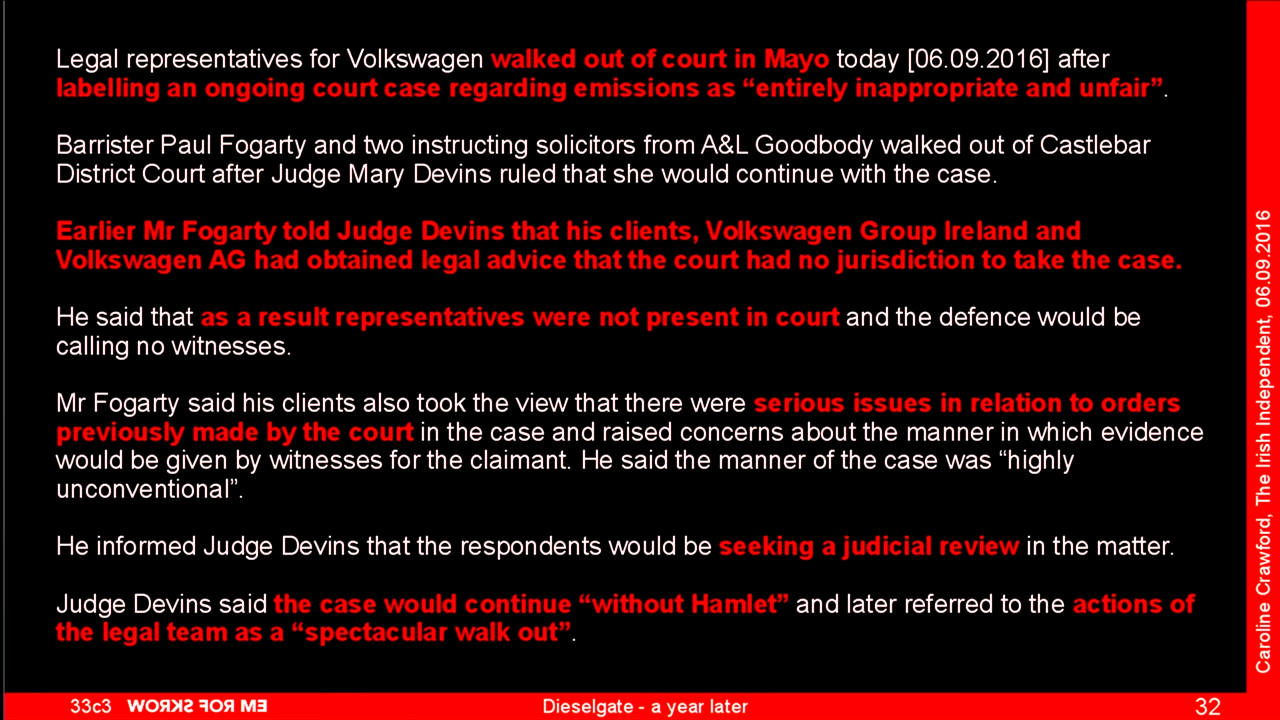 Legal representatives for Volkswagen walked out of court in Mayo today [06.09.2016] after
labelling an ongoing court case regarding emissions as “entirely inappropriate and unfair”.
Barrister Paul Fogarty and two instructing solicitors from A&L Goodbody walked out of Castlebar
District Court after Judge Mary Devins ruled that she would continue with the case.
Earlier Mr Fogarty told Judge Devins that his clients, Volkswagen Group Ireland and
Volkswagen AG had obtained legal advice that the court had no jurisdiction to take the case.
He said that as a result representatives were not present in court and the defence would be
calling no witnesses.
Mr Fogarty said his clients also took the view that there were serious issues in relation to orders
previously made by the court in the case and raised concerns about the manner in which evidence
would be given by witnesses for the claimant. He said the manner of the case was “highly
unconventional”.
He informed Judge Devins that the respondents would be seeking a judicial review in the matter.
Judge Devins said the case would continue “without Hamlet” and later referred to the actions of
the legal team as a “spectacular walk out”.
Caroline Crawford, The Irish Independent, 06.09.2016
33c3 WORKS FOR ME Dieselgate - a year later 32